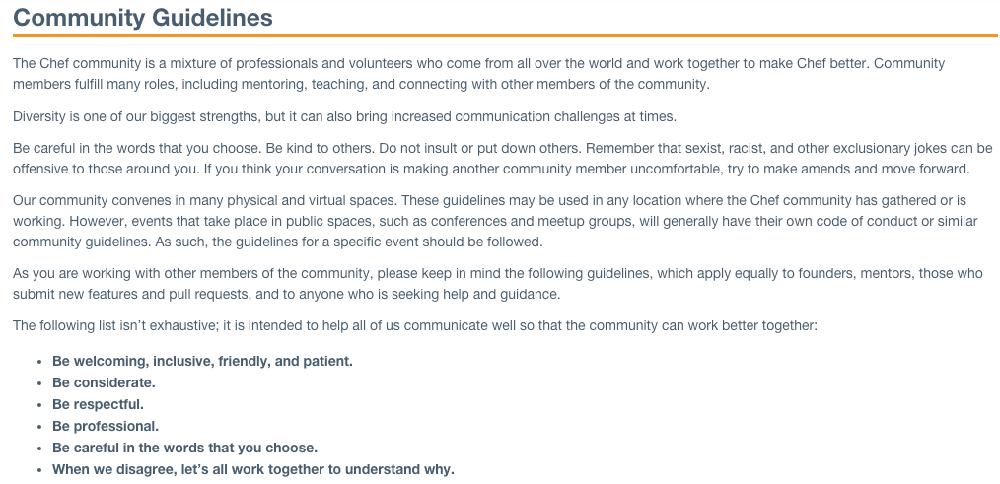 Community Guidelines
The Chef community is a mixture of professionals and volunteers who come from all over the world and work together to make Chef better. Community
members fulfill many roles, including mentoring, teaching, and connecting with other members of the community.
Diversity is one of our biggest strengths, but it can also bring increased communication challenges at times.
Be careful in the words that you choose. Be kind to others. Do not insult or put down others. Remember that sexist, racist, and other exclusionary jokes can be
offensive to those around you. If you think your conversation is making another community member uncomfortable, try to make amends and move forward.
Our community convenes in many physical and virtual spaces. These guidelines may be used in any location where the Chef community has gathered or is
working. However, events that take place in public spaces, such as conferences and meetup groups, will generally have their own code of conduct or similar
community guidelines. As such, the guidelines for a specific event should be followed.
As you are working with other members of the community, please keep in mind the following guidelines, which apply equally to founders, mentors, those who
submit new features and pull requests, and to anyone who is seeking help and guidance.
The following list isn’t exhaustive; it is intended to help all of us communicate well so that the community can work better together:
• Be welcoming, inclusive, friendly, and patient.
• Be considerate.
• Be respectful.
• Be professional.
• Be careful in the words that you choose.
• When we disagree, let’s all work together to understand why.